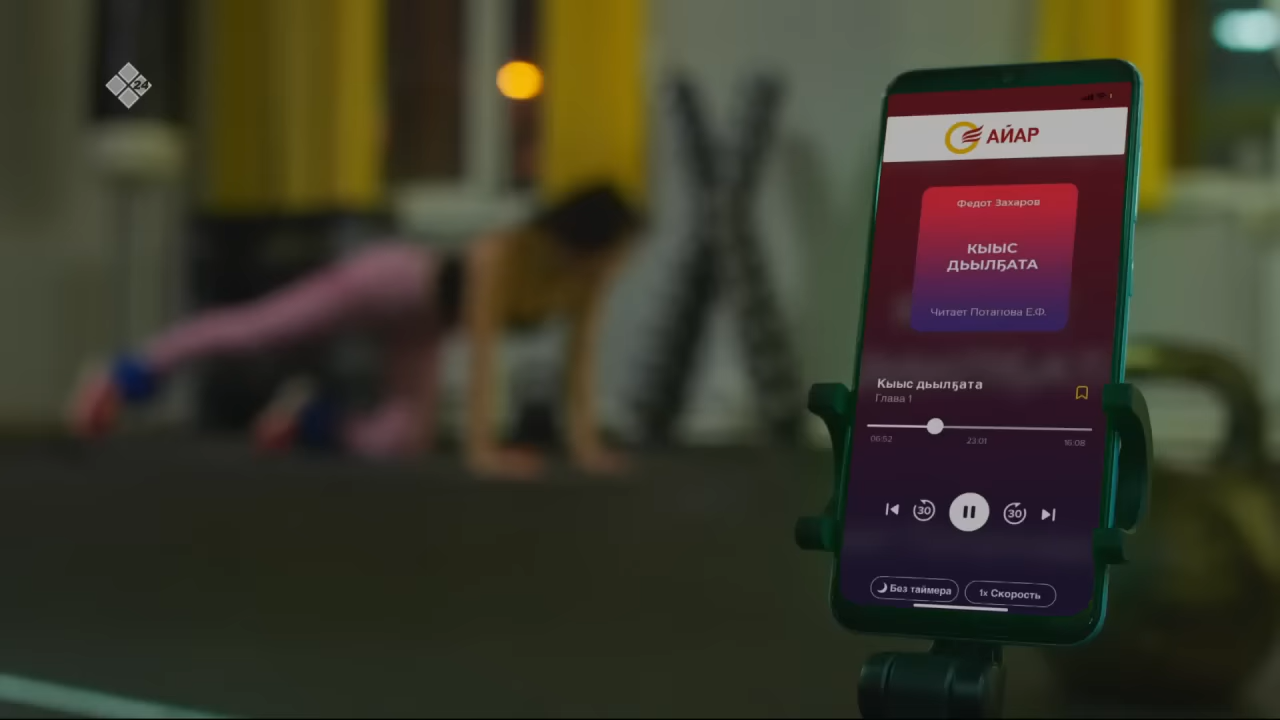 24
АЙАР
Федот Захаров
КЫЫС
ДЬЫЛҔАТА
Читает Потапова Е.Ф.
Кыыс дьылҕата
Глава 1
06:52 23:01 16:08
30 30
Без таймера 1x Скорость